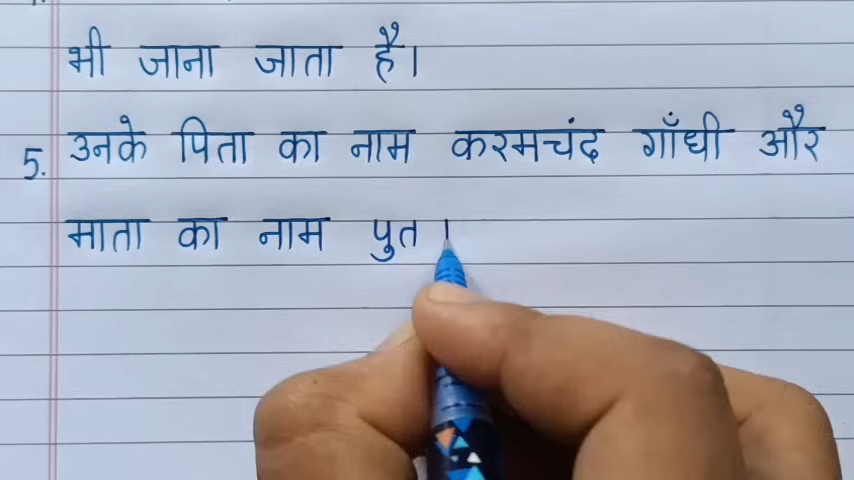 भी जाना जाता है।
5. उनके पिता का नाम करमचंद गाँधी और
माता का नाम पुत